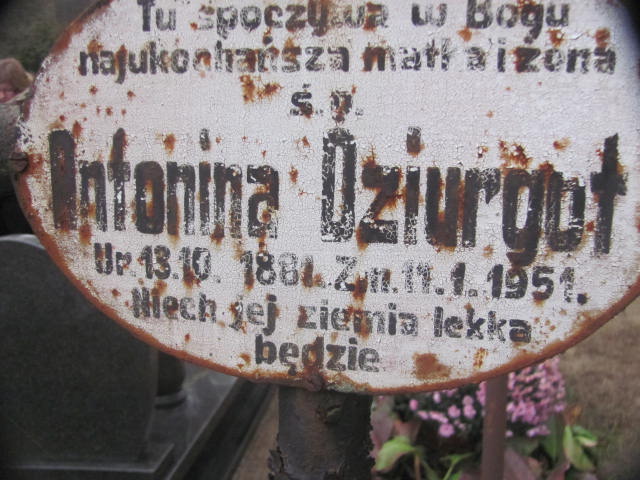 Tu spoczywa w Bogu
najukochańsza matka i żona
ś. p.
Antonina Dziurgot
Ur. 13.10. 1881. Zm. 11. 1. 1951.
Niech jej ziemia lekka
będzie